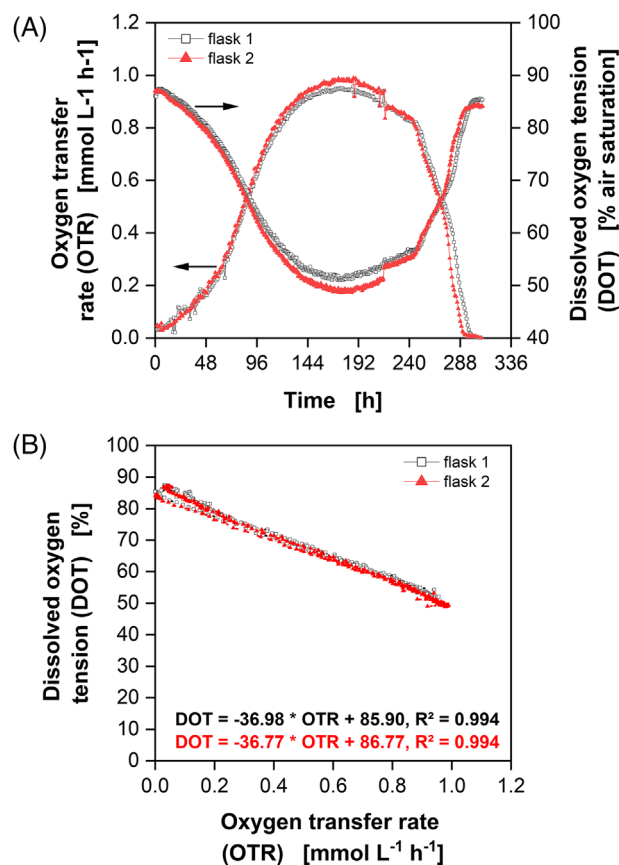 (A)
flask 1
flask 2
Oxygen transfer
rate (OTR) [mmol L-1 h-1]
1.2
1.0
0.8
0.6
0.4
0.2
0.0
100
90
80
70
60
50
40
Dissolved oxygen tension
(DOT) [% air saturation]
0 48 96 144 192 240 288 336
Time [h]
(B)
flask 1
flask 2
Dissolved oxygen
tension (DOT) [%]
100
90
80
70
60
50
40
30
20
10
0
DOT = -36.98 * OTR + 85.90, R² = 0.994
DOT = -36.77 * OTR + 86.77, R² = 0.994
0.0 0.2 0.4 0.6 0.8 1.0 1.2
Oxygen transfer rate
(OTR) [mmol L⁻¹ h⁻¹]